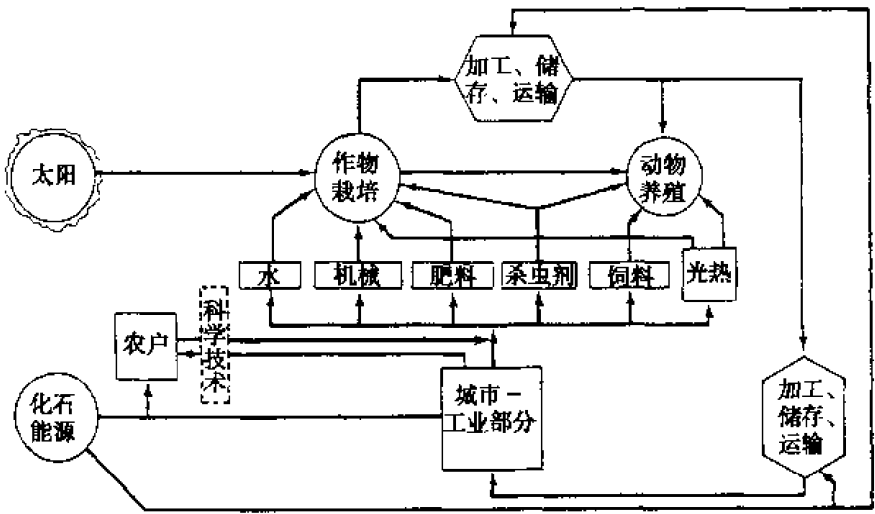 加工、储
存、运输
太阳
作物
栽培
动物
养殖
水
机械
肥料
杀虫剂
饲料
光热
农户
科学技术
化石
能源
城市－
工业部分
加工、
储存、
运输